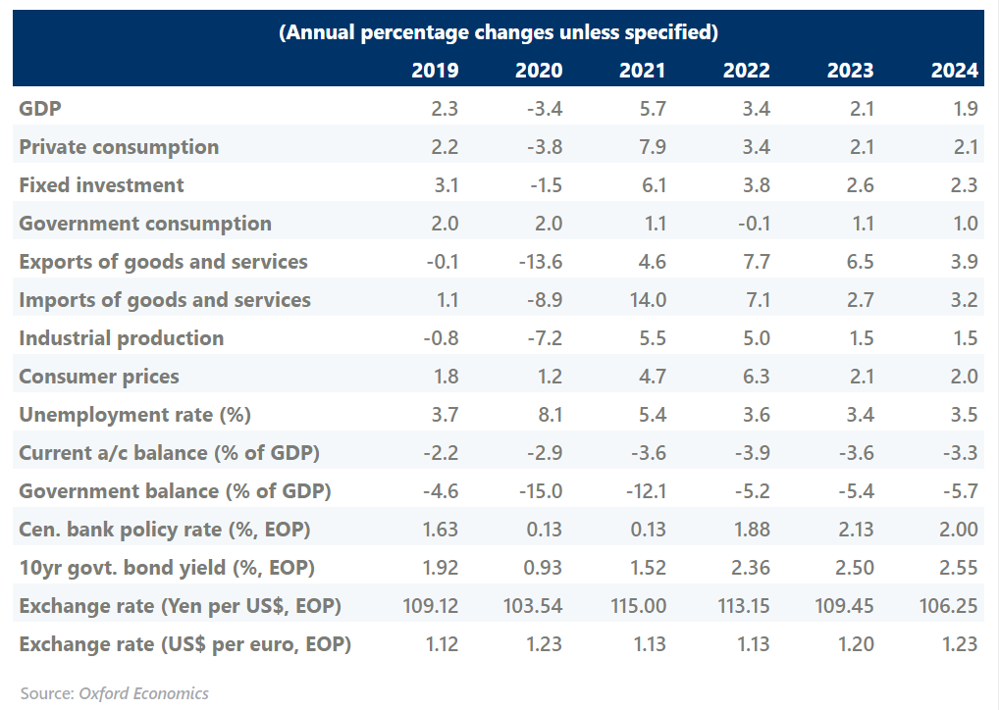 (Annual percentage changes unless specified)
2019 2020 2021 2022 2023 2024
GDP 2.3 -3.4 5.7 3.4 2.1 1.9
Private consumption 2.2 -3.8 7.9 3.4 2.1 2.1
Fixed investment 3.1 -1.5 6.1 3.8 2.6 2.3
Government consumption 2.0 2.0 1.1 -0.1 1.1 1.0
Exports of goods and services -0.1 -13.6 4.6 7.7 6.5 3.9
Imports of goods and services 1.1 -8.9 14.0 7.1 2.7 3.2
Industrial production -0.8 -7.2 5.5 5.0 1.5 1.5
Consumer prices 1.8 1.2 4.7 6.3 2.1 2.0
Unemployment rate (%) 3.7 8.1 5.4 3.6 3.4 3.5
Current a/c balance (% of GDP) -2.2 -2.9 -3.6 -3.9 -3.6 -3.3
Government balance (% of GDP) -4.6 -15.0 -12.1 -5.2 -5.4 -5.7
Cen. bank policy rate (%, EOP) 1.63 0.13 0.13 1.88 2.13 2.00
10yr govt. bond yield (%, EOP) 1.92 0.93 1.52 2.36 2.50 2.55
Exchange rate (Yen per US$, EOP) 109.12 103.54 115.00 113.15 109.45 106.25
Exchange rate (US$ per euro, EOP) 1.12 1.23 1.13 1.13 1.20 1.23
Source: Oxford Economics